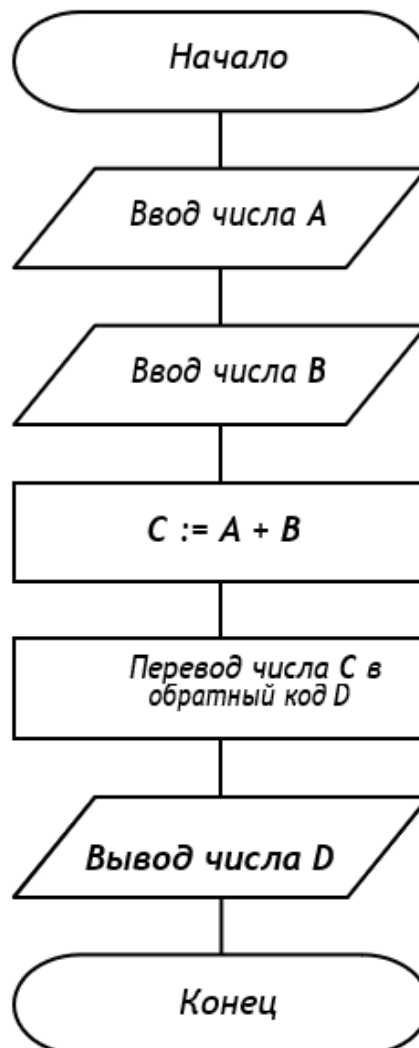 Начало
Ввод числа A
Ввод числа B
C := A + B
Перевод числа C в
обратный код D
Вывод числа D
Конец